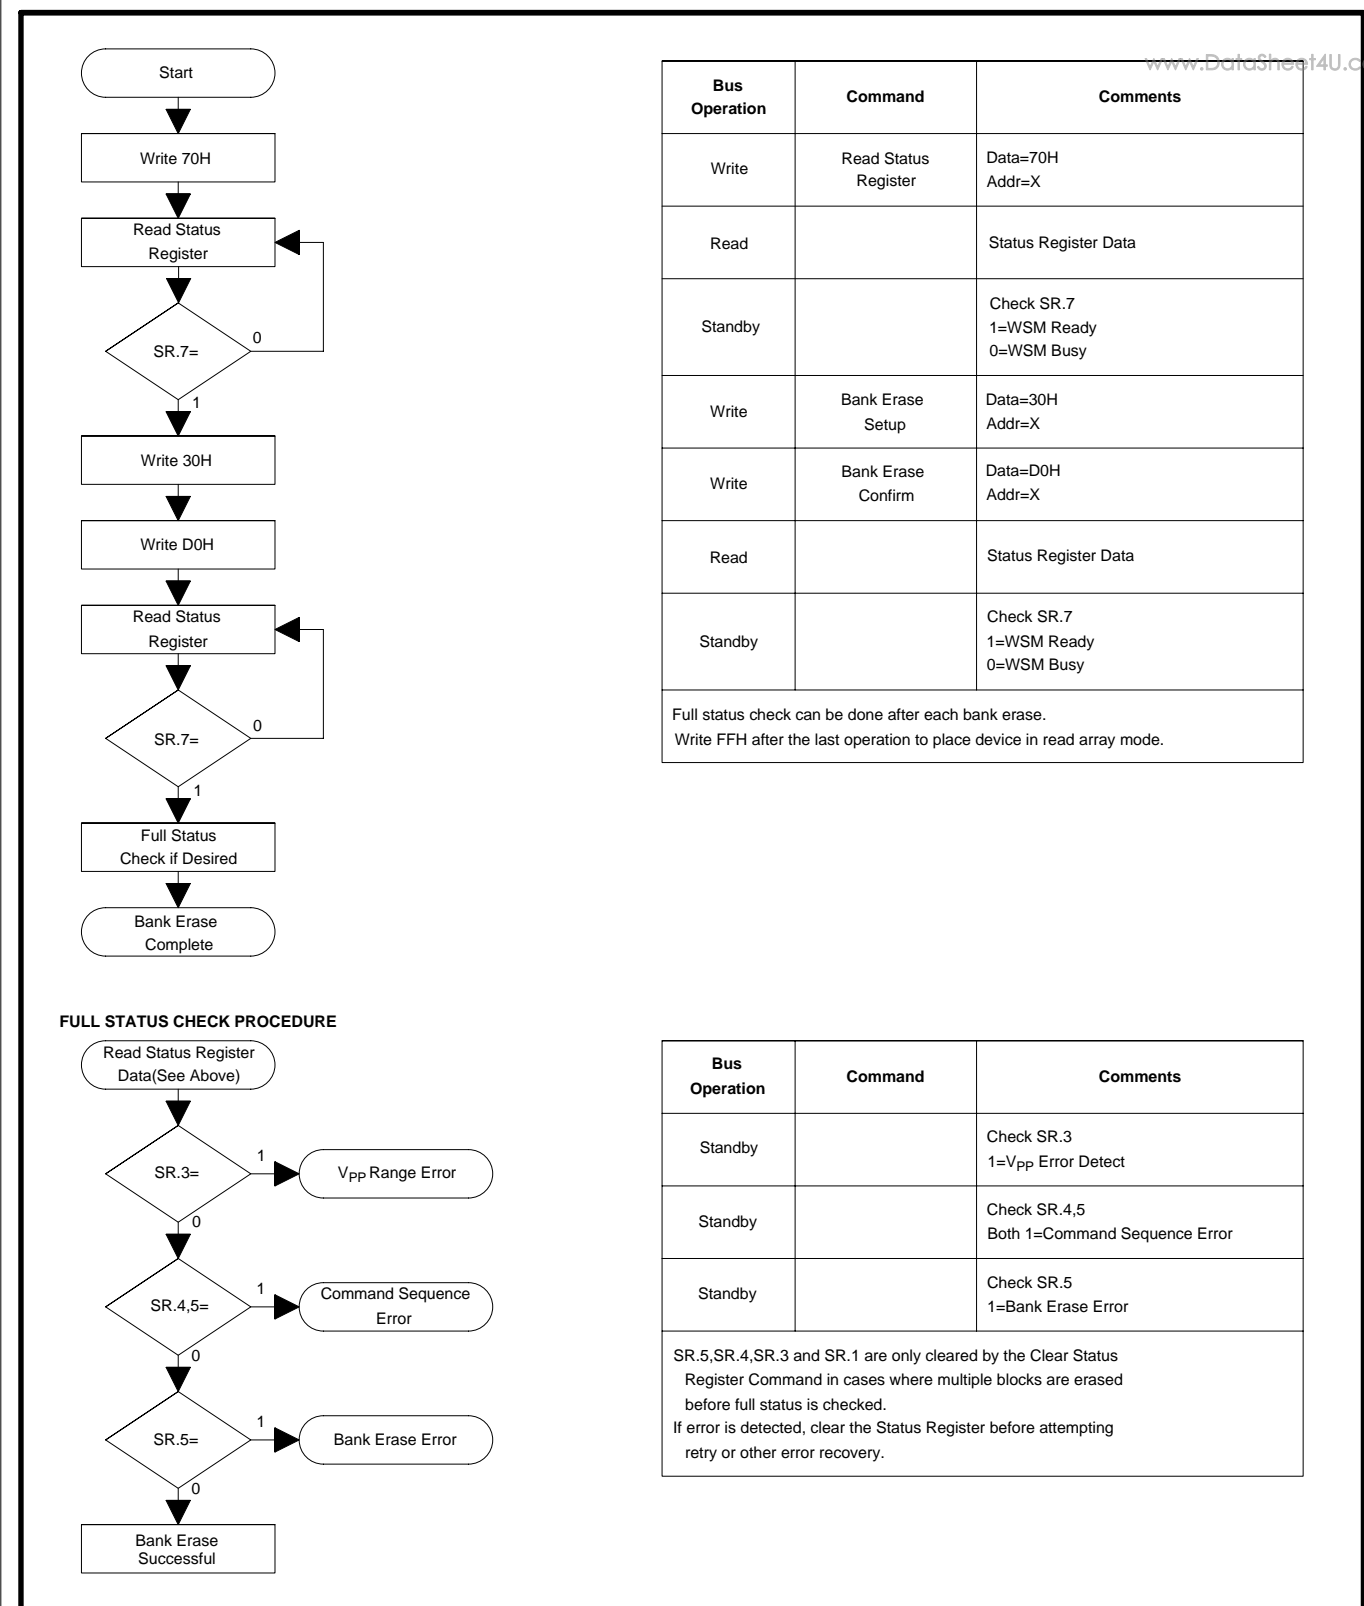 www.DataSheet4U.c
Start
Write 70H
Read Status
Register
SR.7=
0
1
Write 30H
Write D0H
Read Status
Register
SR.7=
0
1
Full Status
Check if Desired
Bank Erase
Complete
Bus
Operation
Command
Comments
Write
Read Status
Register
Data=70H
Addr=X
Read
Status Register Data
Standby
Check SR.7
1=WSM Ready
0=WSM Busy
Write
Bank Erase
Setup
Data=30H
Addr=X
Write
Bank Erase
Confirm
Data=D0H
Addr=X
Read
Status Register Data
Standby
Check SR.7
1=WSM Ready
0=WSM Busy
Full status check can be done after each bank erase.
Write FFH after the last operation to place device in read array mode.
FULL STATUS CHECK PROCEDURE
Read Status Register
Data(See Above)
SR.3=
1
VPP Range Error
0
SR.4,5=
1
Command Sequence
Error
0
SR.5=
1
Bank Erase Error
0
Bank Erase
Successful
Bus
Operation
Command
Comments
Standby
Check SR.3
1=VPP Error Detect
Standby
Check SR.4,5
Both 1=Command Sequence Error
Standby
Check SR.5
1=Bank Erase Error
SR.5,SR.4,SR.3 and SR.1 are only cleared by the Clear Status
Register Command in cases where multiple blocks are erased
before full status is checked.
If error is detected, clear the Status Register before attempting
retry or other error recovery.